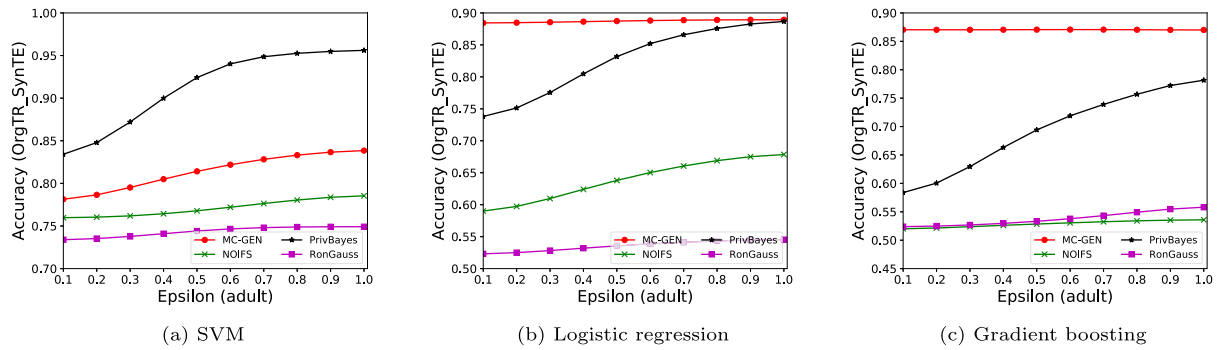 Accuracy (OrgTR_SynTE)
1.00
0.95
0.90
0.85
0.80
0.75
0.70
MC-GEN
NOIFS
PrivBayes
RonGauss
0.1 0.2 0.3 0.4 0.5 0.6 0.7 0.8 0.9 1.0
Epsilon (adult)
(a) SVM
Accuracy (OrgTR_SynTE)
0.90
0.85
0.80
0.75
0.70
0.65
0.60
0.55
0.50
MC-GEN
NOIFS
PrivBayes
RonGauss
0.1 0.2 0.3 0.4 0.5 0.6 0.7 0.8 0.9 1.0
Epsilon (adult)
(b) Logistic regression
Accuracy (OrgTR_SynTE)
0.90
0.85
0.80
0.75
0.70
0.65
0.60
0.55
0.50
0.45
MC-GEN
NOIFS
PrivBayes
RonGauss
0.1 0.2 0.3 0.4 0.5 0.6 0.7 0.8 0.9 1.0
Epsilon (adult)
(c) Gradient boosting